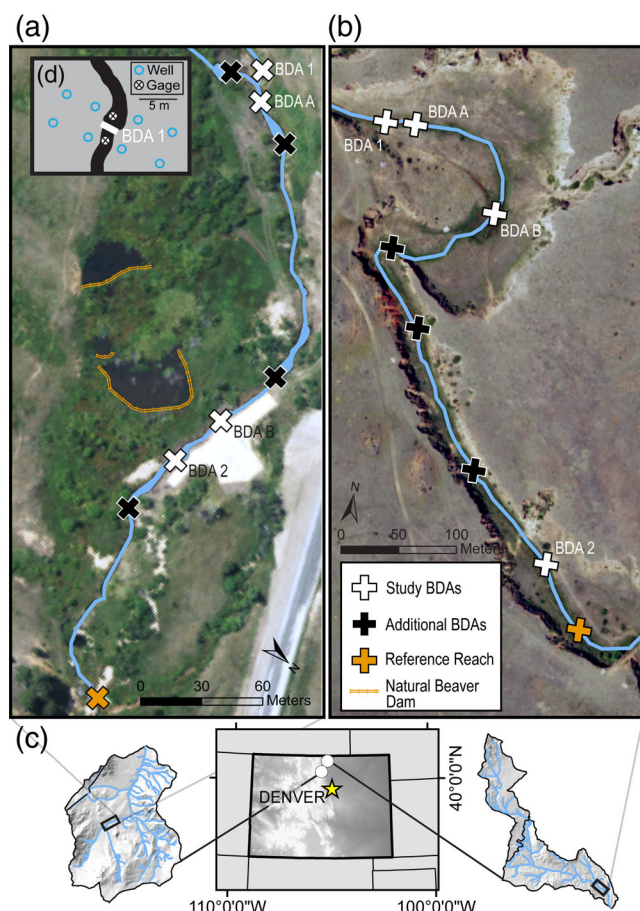 (a)
(d)
Well
Gage
5 m
BDA 1
BDA 1
BDA A
BDA B
BDA 2
N
0 30 60
Meters
(b)
BDA A
BDA 1
BDA B
BDA 2
N
0 50 100
Meters
Study BDAs
Additional BDAs
Reference Reach
Natural Beaver
Dam
(c)
DENVER
40°0'0"N
110°0'0"W
100°0'0"W